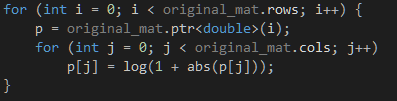 for (int i = 0; i < original_mat.rows; i++) {
    p = original_mat.ptr<double>(i);
    for (int j = 0; j < original_mat.cols; j++)
        p[j] = log(1 + abs(p[j]));
}